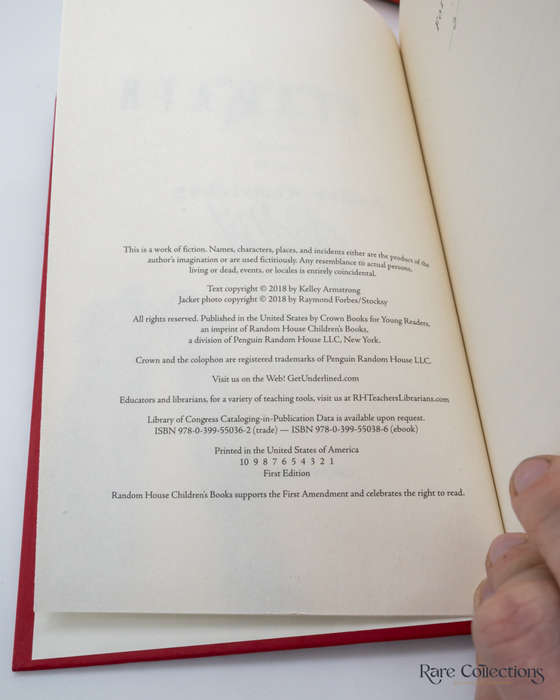 This is a work of fiction. Names, characters, places, and incidents either are the product of the
author's imagination or are used fictitiously. Any resemblance to actual persons,
living or dead, events, or locales is entirely coincidental.
Text copyright © 2018 by Kelley Armstrong
Jacket photo copyright © 2018 by Raymond Forbes/Stocksy
All rights reserved. Published in the United States by Crown Books for Young Readers,
an imprint of Random House Children's Books,
a division of Penguin Random House LLC, New York.
Crown and the colophon are registered trademarks of Penguin Random House LLC.
Visit us on the Web! GetUnderlined.com
Educators and librarians, for a variety of teaching tools, visit us at RHTeachersLibrarians.com
Library of Congress Cataloging-in-Publication Data is available upon request.
ISBN 978-0-399-55036-2 (trade) — ISBN 978-0-399-55038-6 (ebook)
Printed in the United States of America
10 9 8 7 6 5 4 3 2 1
First Edition
Random House Children's Books supports the First Amendment and celebrates the right to read.
Rare Collections